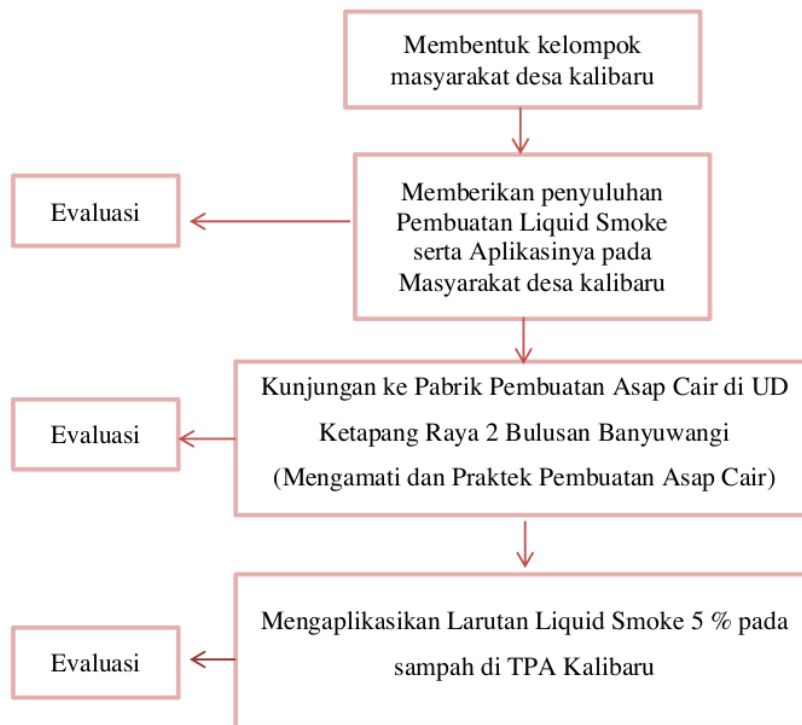 Membentuk kelompok
masyarakat desa kalibaru
Evaluasi
Memberikan penyuluhan
Pembuatan Liquid Smoke
serta Aplikasinya pada
Masyarakat desa kalibaru
Evaluasi
Kunjungan ke Pabrik Pembuatan Asap Cair di UD
Ketapang Raya 2 Bulusan Banyuwangi
(Mengamati dan Praktek Pembuatan Asap Cair)
Evaluasi
Mengaplikasikan Larutan Liquid Smoke 5 % pada
sampah di TPA Kalibaru